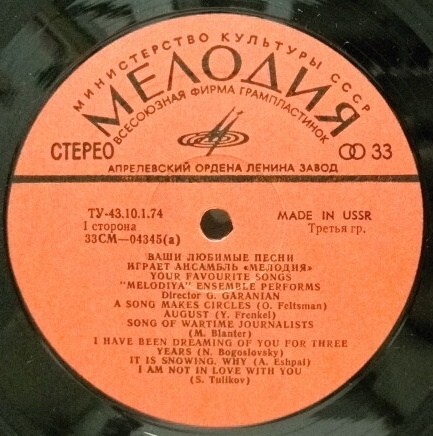 МИНИСТЕРСТВО КУЛЬТУРЫ СССР
МЕЛОДИЯ
ВСЕСОЮЗНАЯ ФИРМА ГРАМПЛАСТИНОК
СТЕРЕО
33
АПРЕЛЕВСКИЙ ОРДЕНА ЛЕНИНА ЗАВОД
ТУ-43.10.1.74
I сторона
33СМ—04345(а)
MADE IN USSR
Третья гр.
ВАШИ ЛЮБИМЫЕ ПЕСНИ
ИГРАЕТ АНСАМБЛЬ «МЕЛОДИЯ»
YOUR FAVOURITE SONGS
"MELODIYA" ENSEMBLE PERFORMS
Director G. GARANIAN
A SONG MAKES CIRCLES (O. Feltsman)
AUGUST (Y. Frenkel)
SONG OF WARTIME JOURNALISTS
(M. Blanter)
I HAVE BEEN DREAMING OF YOU FOR THREE
YEARS (N. Bogoslovsky)
IT IS SNOWING. WHY (A. Eshpai)
I AM NOT IN LOVE WITH YOU
(S. Tulikov)